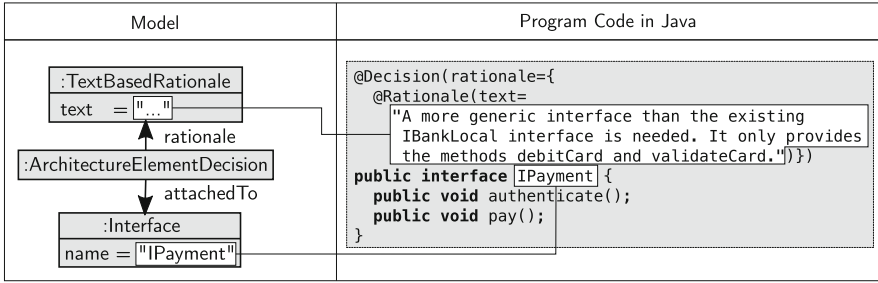 Model
Program Code in Java
:TextBasedRationale
text = "..."
rationale
:ArchitectureElementDecision
attachedTo
:Interface
name = "IPayment"
@Decision(rationale={
@Rationale(text=
"A more generic interface than the existing
IBankLocal interface is needed. It only provides
the methods debitCard and validateCard.")})
public interface IPayment {
public void authenticate();
public void pay();
}